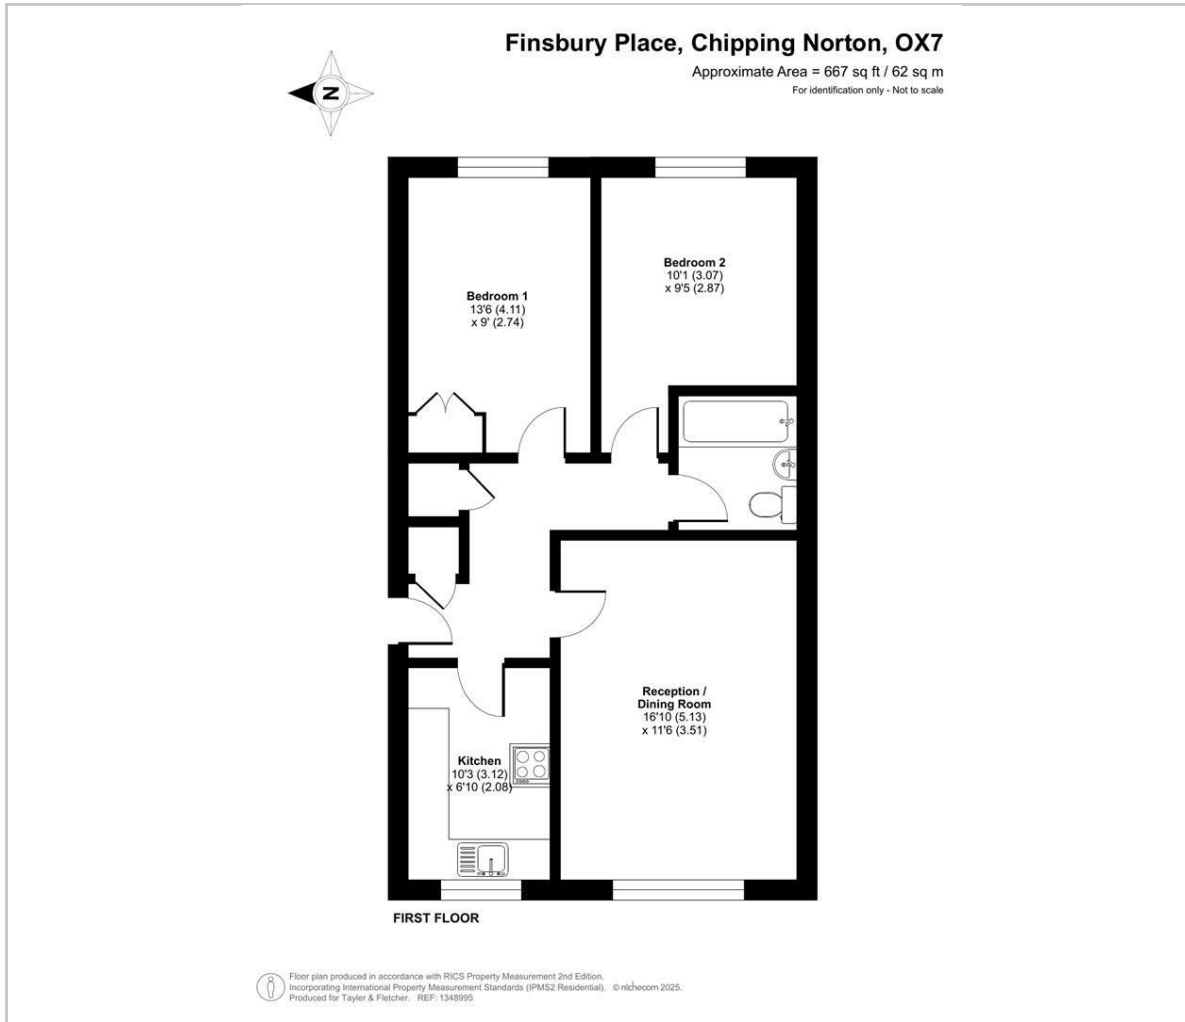 Finsbury Place, Chipping Norton, OX7
Approximate Area = 667 sq ft / 62 sq m
For identification only - Not to scale
N
Bedroom 2
10'1 (3.07)
x 9'5 (2.87)
Bedroom 1
13'6 (4.11)
x 9' (2.74)
Reception /
Dining Room
16'10 (5.13)
x 11'6 (3.51)
Kitchen
10'3 (3.12)
x 6'10 (2.08)
FIRST FLOOR
Floor plan produced in accordance with RICS Property Measurement 2nd Edition,
Incorporating International Property Measurement Standards (IPMS2 Residential). © nichecom 2025.
Produced for Tayler & Fletcher. REF: 1348995